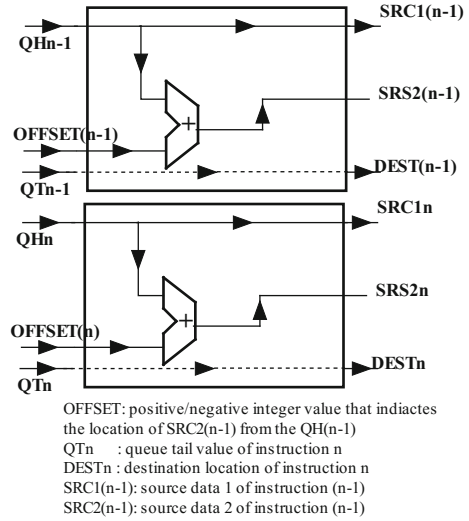 SRC1(n-1)
QHn-1
SRS2(n-1)
+
OFFSET(n-1)
DEST(n-1)
QTn-1
SRC1n
QHn
SRS2n
+
OFFSET(n)
DESTn
QTn
OFFSET: positive/negative integer value that indiactes
the location of SRC2(n-1) from the QH(n-1)
QTn : queue tail value of instruction n
DESTn : destination location of instruction n
SRC1(n-1): source data 1 of instruction (n-1)
SRC2(n-1): source data 2 of instruction (n-1)